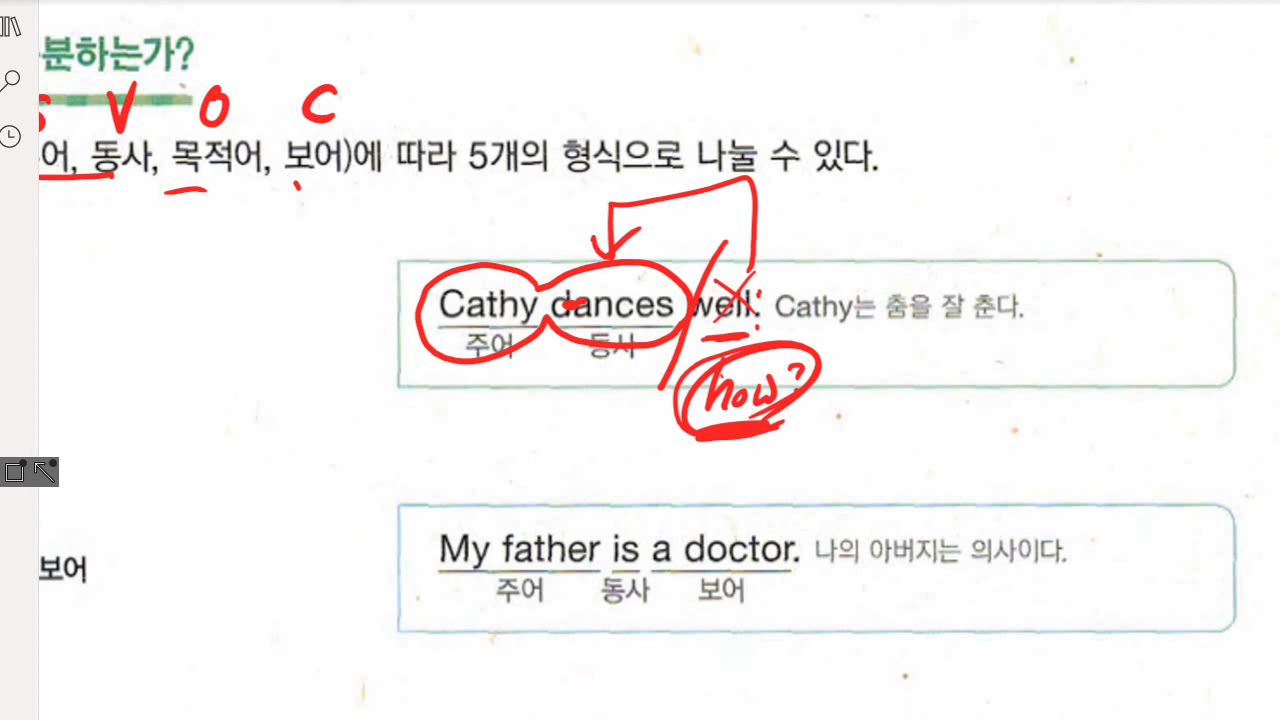 분하는가?
S V O C
어, 동사, 목적어, 보어)에 따라 5개의 형식으로 나눌 수 있다.
Cathy dances well. Cathy는 춤을 잘 춘다.
주어 동사
how?
My father is a doctor. 나의 아버지는 의사이다.
주어 동사 보어
보어